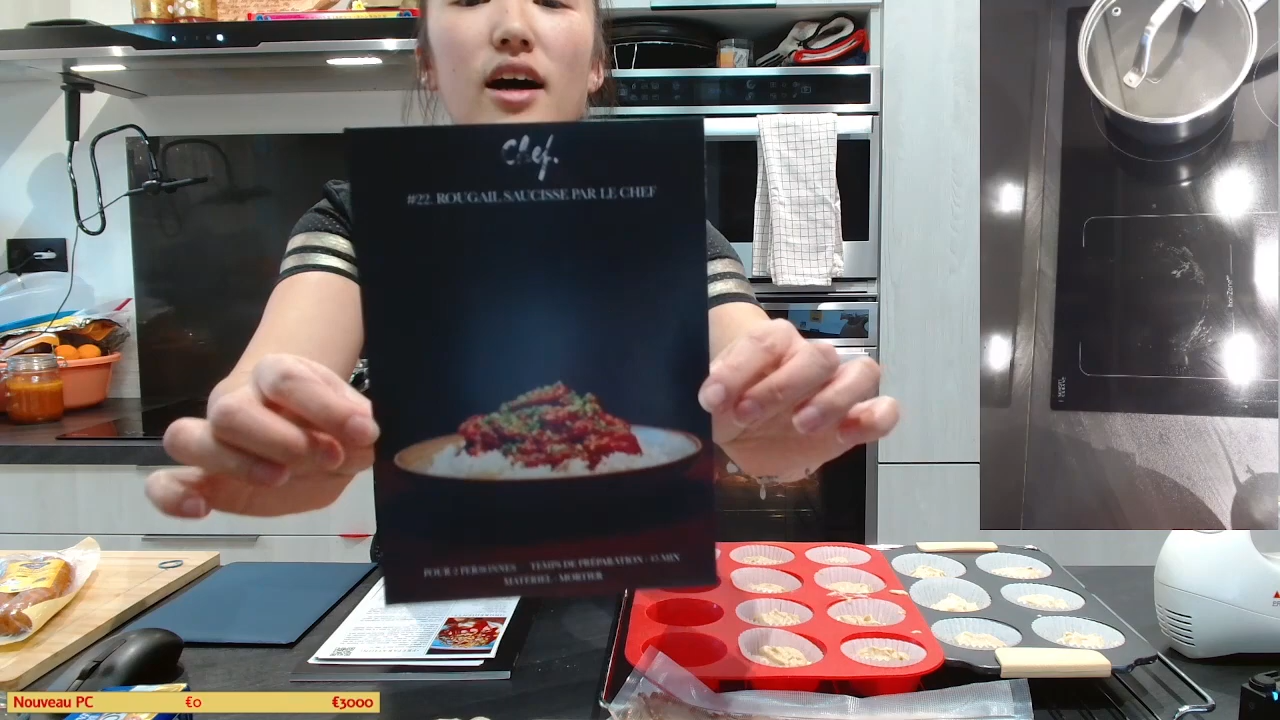 Chef.
#22. ROUGAIL SAUCISSE PAR LE CHEF
POUR 2 PERSONNES TEMPS DE PRÉPARATION : 45 MIN
MATÉRIEL : MORTIER
Nouveau PC €0 €3000